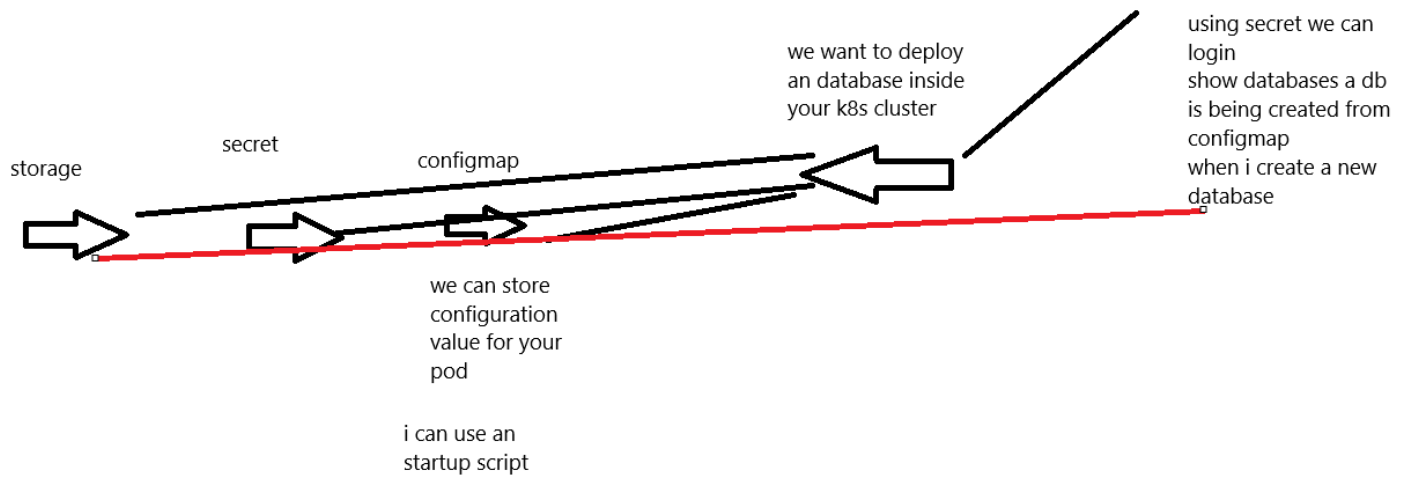 storage
secret
configmap
we can store
configuration
value for your
pod
i can use an
startup script
we want to deploy
an database inside
your k8s cluster
using secret we can
login
show databases a db
is being created from
configmap
when i create a new
database